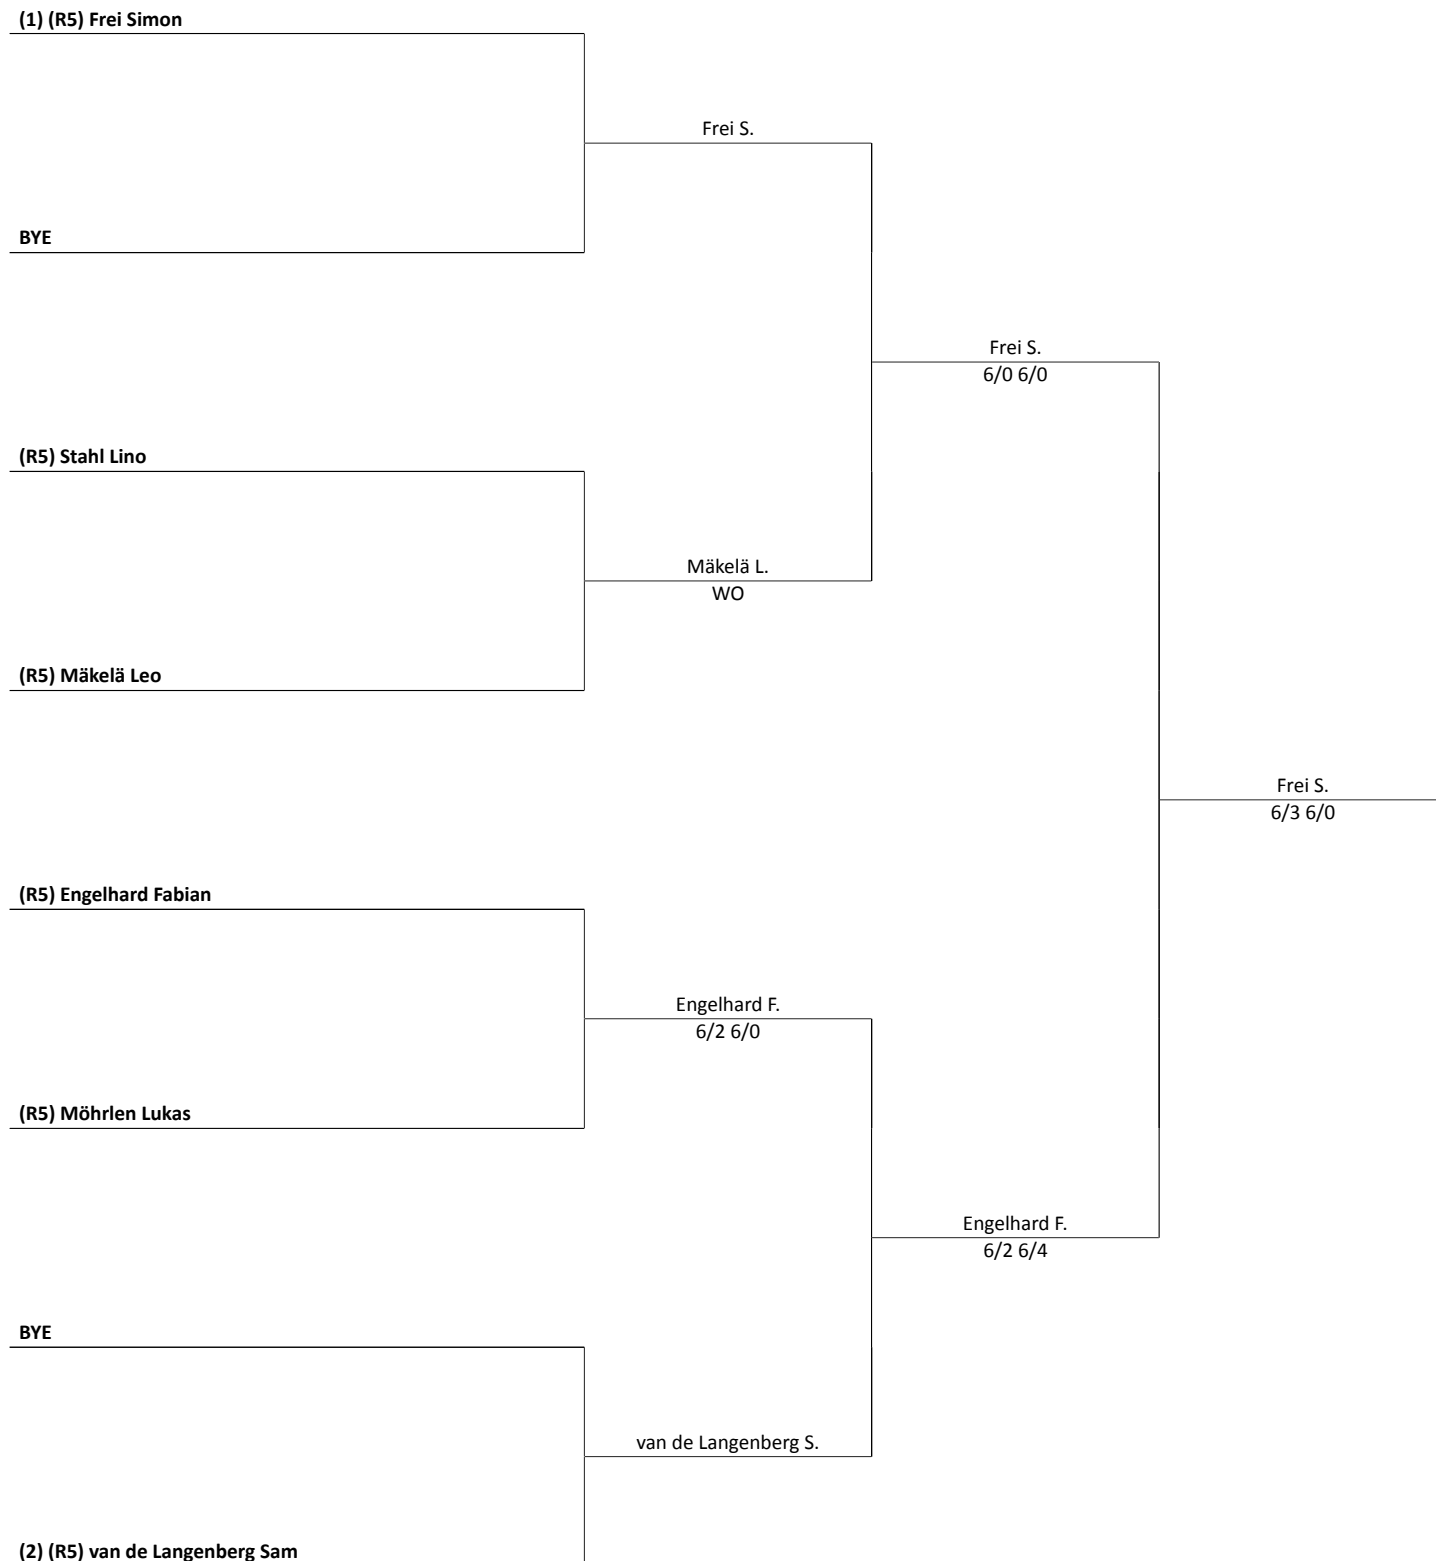 (1) (R5) Frei Simon
Frei S.
BYE
Frei S.
6/0 6/0
(R5) Stahl Lino
Mäkelä L.
WO
(R5) Mäkelä Leo
Frei S.
6/3 6/0
(R5) Engelhard Fabian
Engelhard F.
6/2 6/0
(R5) Möhrlen Lukas
Engelhard F.
6/2 6/4
BYE
van de Langenberg S.
(2) (R5) van de Langenberg Sam